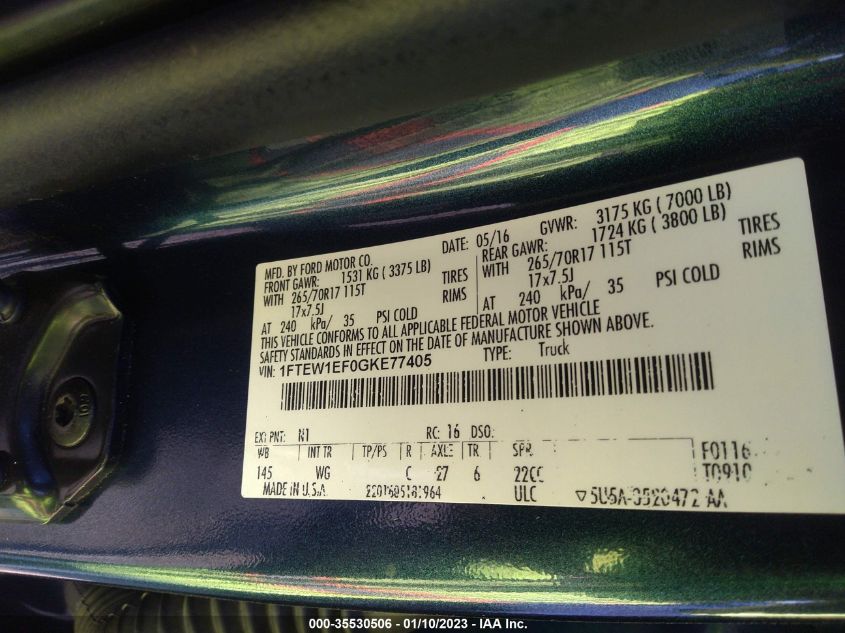 MFD. BY FORD MOTOR CO.
DATE: 05/16 GVWR: 3175 KG ( 7000 LB)
FRONT GAWR: 1531 KG ( 3375 LB)
REAR GAWR: 1724 KG ( 3800 LB)
WITH 265/70R17 115T TIRES
WITH 265/70R17 115T TIRES
17x7.5J RIMS
17x7.5J RIMS
AT 240 kPa/ 35 PSI COLD
AT 240 kPa/ 35 PSI COLD
THIS VEHICLE CONFORMS TO ALL APPLICABLE FEDERAL MOTOR VEHICLE
SAFETY STANDARDS IN EFFECT ON THE DATE OF MANUFACTURE SHOWN ABOVE.
VIN: 1FTEW1EF0GKE77405 TYPE: Truck
EXT PNT: N1 RC: 16 DSO:
WB INT TR TP/PS R AXLE TR SPR F0116
145 WG C 27 6 22CC T0910
MADE IN U.S.A. ULC
000-35530506 - 01/10/2023 - IAA Inc.